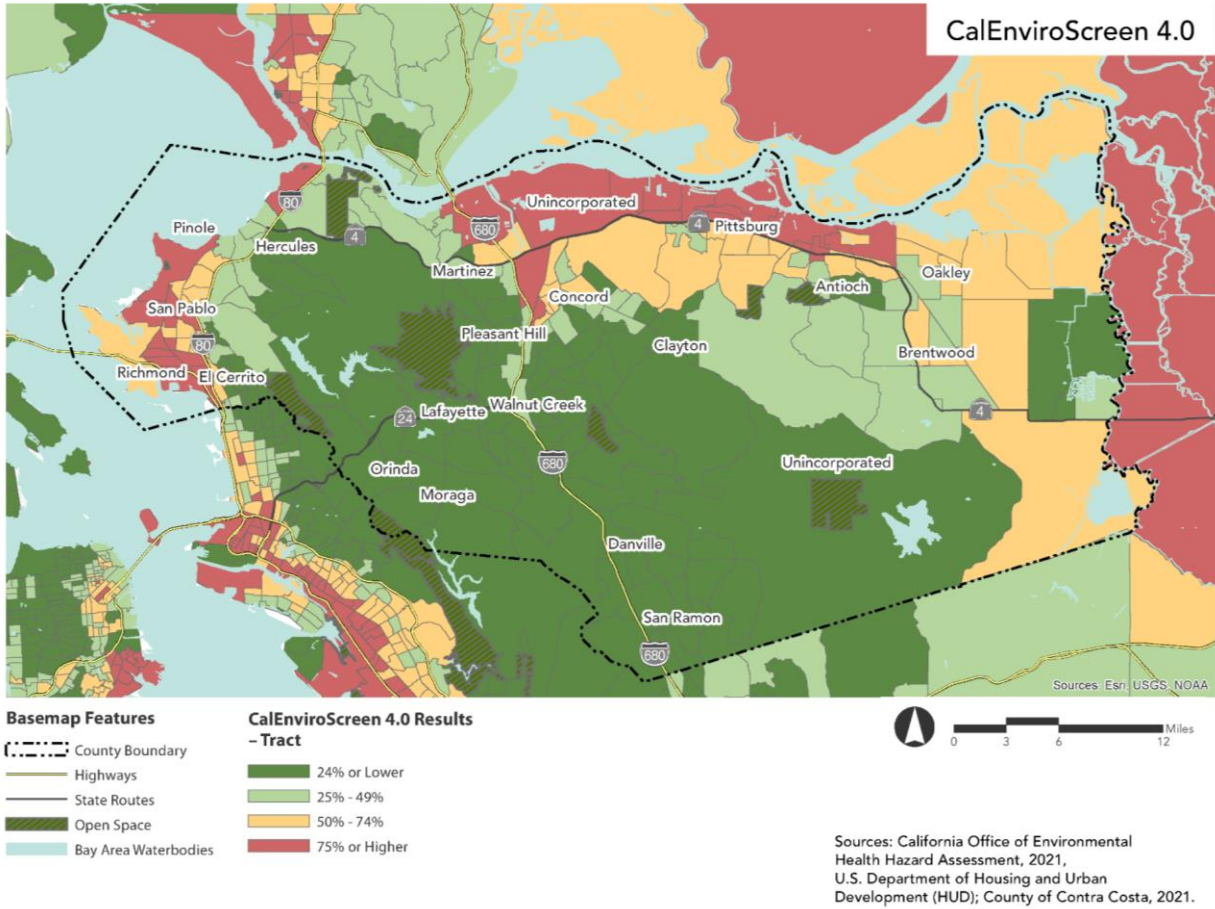 CalEnviroScreen 4.0
80
Pinole
Hercules
4
680
Unincorporated
4
Pittsburg
Martinez
Oakley
Antioch
Concord
San Pablo
80
Pleasant Hill
Clayton
Brentwood
Richmond
El Cerrito
Walnut Creek
Lafayette
24
4
Orinda
680
Unincorporated
Moraga
Danville
San Ramon
680
Sources: Esri, USGS, NOAA
Basemap Features
County Boundary
Highways
State Routes
Open Space
Bay Area Waterbodies
CalEnviroScreen 4.0 Results
– Tract
24% or Lower
25% - 49%
50% - 74%
75% or Higher
Miles
0 3 6 12
Sources: California Office of Environmental
Health Hazard Assessment, 2021,
U.S. Department of Housing and Urban
Development (HUD); County of Contra Costa, 2021.